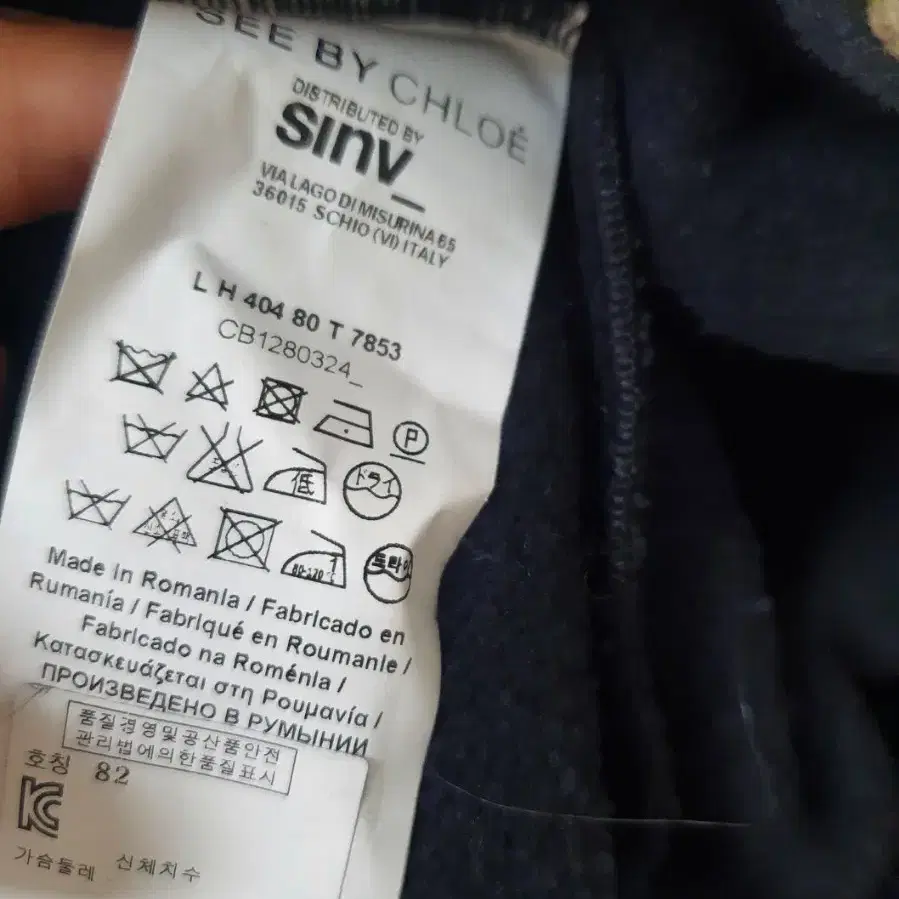 SEE BY CHLOÉ
DISTRIBUTED BY
sinv_
VIA LAGO DI MISURINA 65
36015 SCHIO (VI) ITALY
L H 404 80 T 7853
CB1280324_
P
低 ドライ
80-120℃ 드라이
Made in Romania / Fabricado en
Rumanía / Fabriqué en Roumanie /
Fabricado na Roménia /
Κατασκευάζεται στη Ρουμανία /
ПРОИЗВЕДЕНО В РУМЫНИИ
품질경영및공산품안전
관리법에의한품질표시
호칭 82
가슴둘레 신체치수